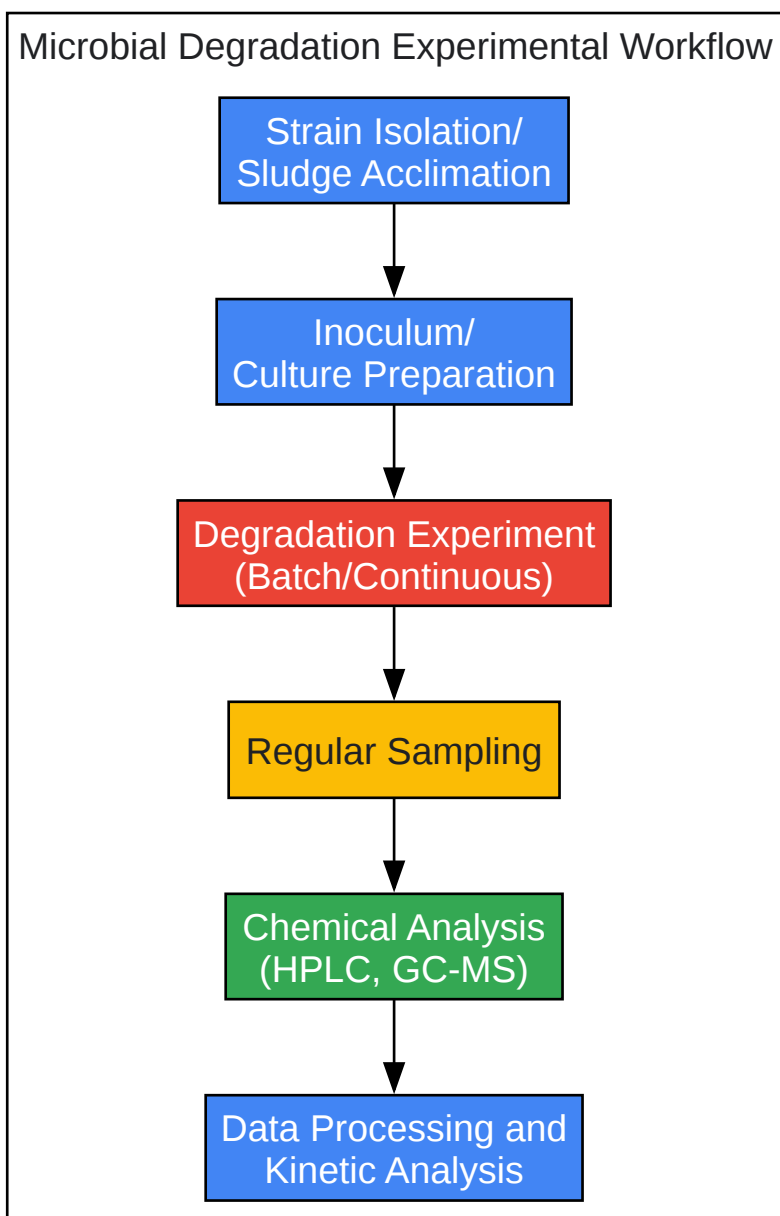 Microbial Degradation Experimental Workflow
Strain Isolation/
Sludge Acclimation
Inoculum/
Culture Preparation
Degradation Experiment
(Batch/Continuous)
Regular Sampling
Chemical Analysis
(HPLC, GC-MS)
Data Processing and
Kinetic Analysis